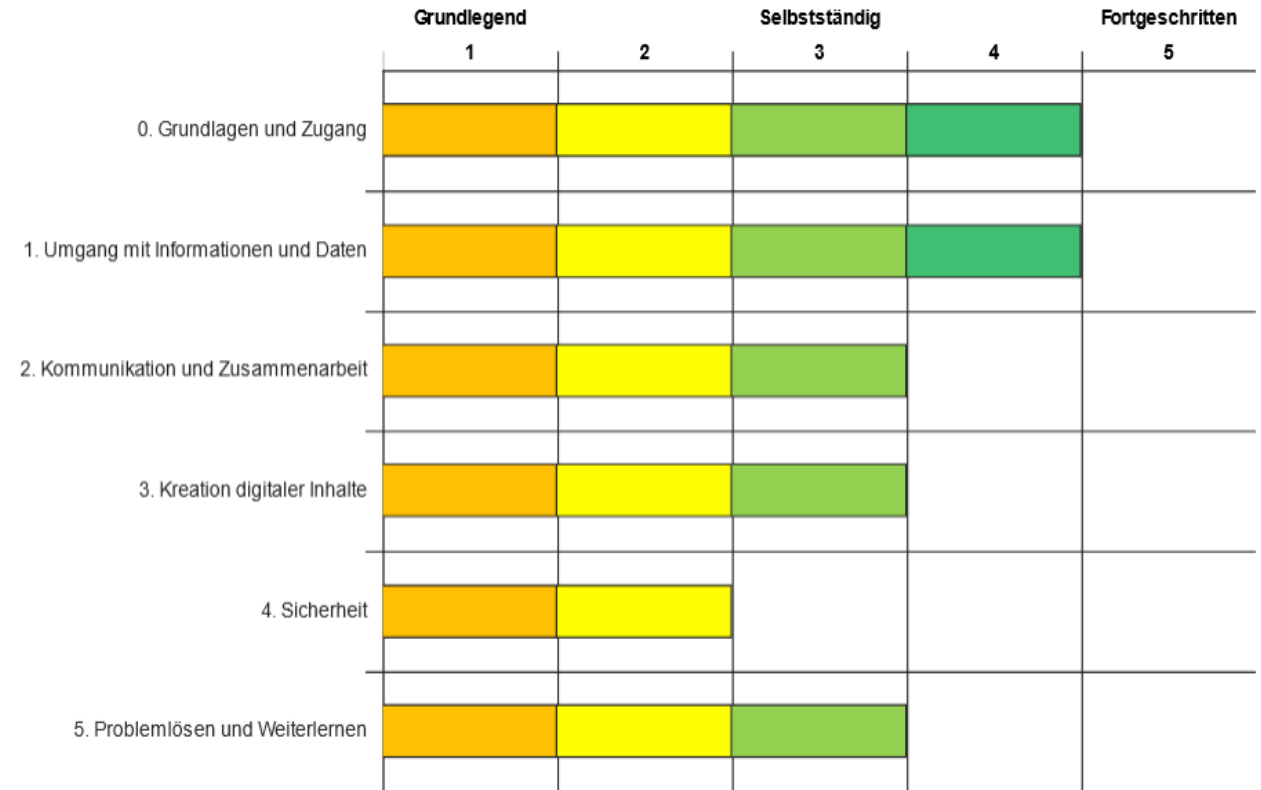 Grundlegend Selbstständig Fortgeschritten
1 2 3 4 5
0. Grundlagen und Zugang
1. Umgang mit Informationen und Daten
2. Kommunikation und Zusammenarbeit
3. Kreation digitaler Inhalte
4. Sicherheit
5. Problemlösen und Weiterlernen